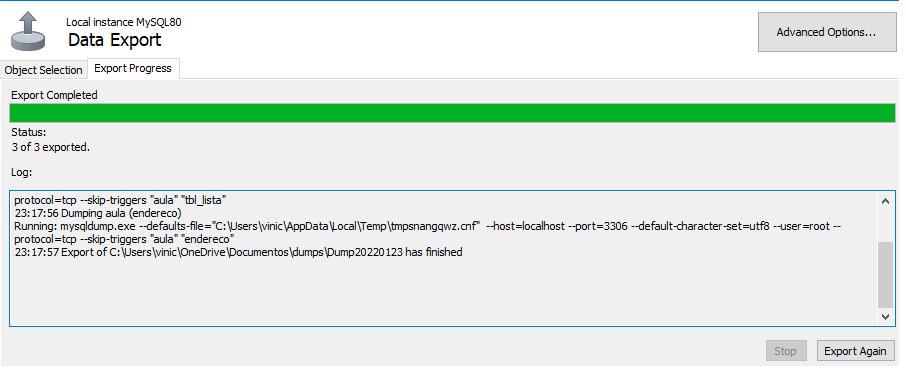 Local instance MySQL80
Data Export
Advanced Options...
Object Selection
Export Progress
Export Completed
Status:
3 of 3 exported.
Log:
protocol=tcp --skip-triggers "aula" "tbl_lista"
23:17:56 Dumping aula (endereco)
Running: mysqldump.exe --defaults-file="C:\Users\vinic\AppData\Local\Temp\tmpsnangqwz.cnf"  --host=localhost --port=3306 --default-character-set=utf8 --user=root --
protocol=tcp --skip-triggers "aula" "endereco"
23:17:57 Export of C:\Users\vinic\OneDrive\Documentos\dumps\Dump20220123 has finished
Stop
Export Again